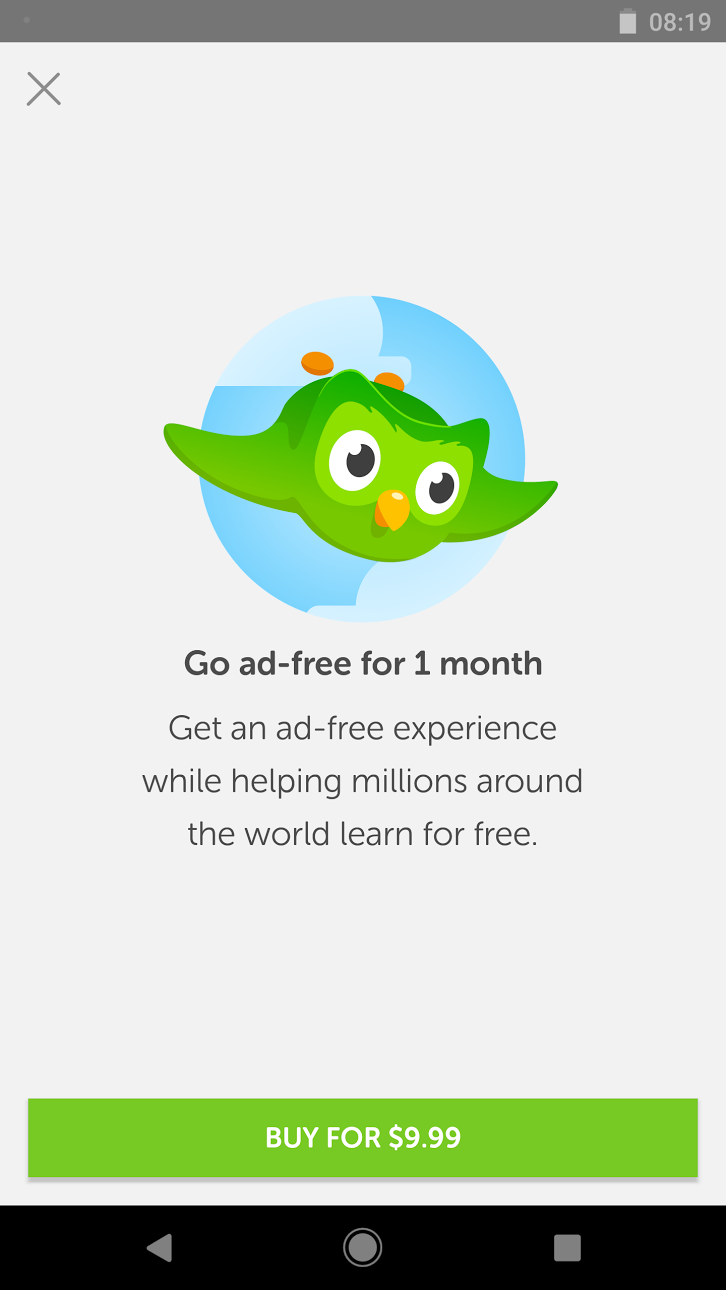 08:19
Go ad-free for 1 month
Get an ad-free experience
while helping millions around
the world learn for free.
BUY FOR $9.99